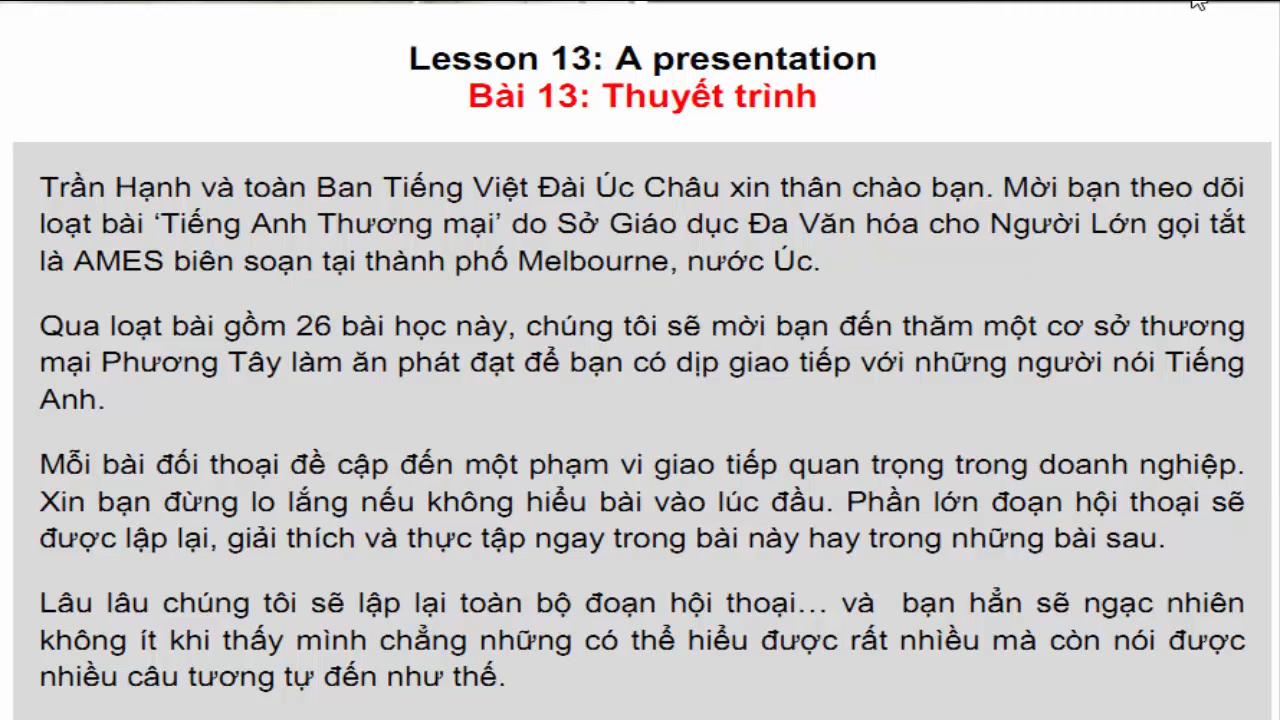 Lesson 13: A presentation
Bài 13: Thuyết trình
Trần Hạnh và toàn Ban Tiếng Việt Đài Úc Châu xin thân chào bạn. Mời bạn theo dõi
loạt bài ‘Tiếng Anh Thương mại’ do Sở Giáo dục Đa Văn hóa cho Người Lớn gọi tắt
là AMES biên soạn tại thành phố Melbourne, nước Úc.
Qua loạt bài gồm 26 bài học này, chúng tôi sẽ mời bạn đến thăm một cơ sở thương
mại Phương Tây làm ăn phát đạt để bạn có dịp giao tiếp với những người nói Tiếng
Anh.
Mỗi bài đối thoại đề cập đến một phạm vi giao tiếp quan trọng trong doanh nghiệp.
Xin bạn đừng lo lắng nếu không hiểu bài vào lúc đầu. Phần lớn đoạn hội thoại sẽ
được lập lại, giải thích và thực tập ngay trong bài này hay trong những bài sau.
Lâu lâu chúng tôi sẽ lập lại toàn bộ đoạn hội thoại… và bạn hẳn sẽ ngạc nhiên
không ít khi thấy mình chẳng những có thể hiểu được rất nhiều mà còn nói được
nhiều câu tương tự đến như thế.